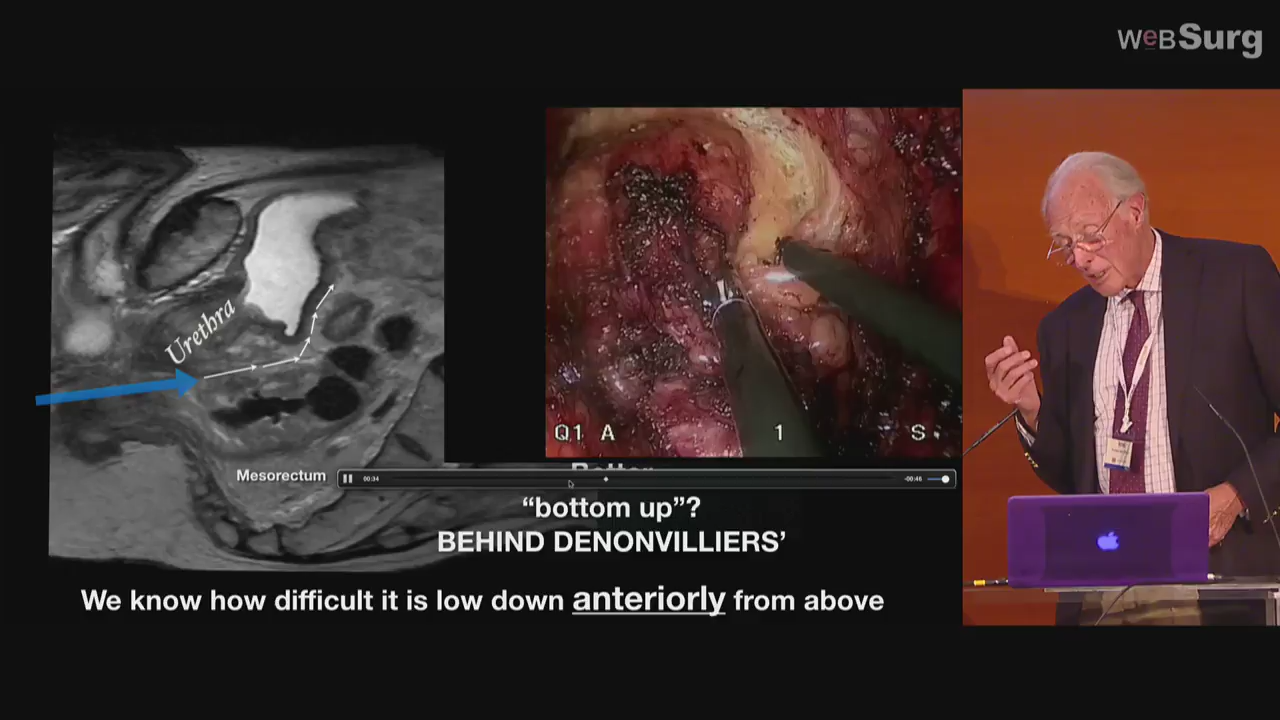 weBSurg
Urethra
Q1 A 1 S
Mesorectum
00:34
-00:46
“bottom up”?
BEHIND DENONVILLIERS’
We know how difficult it is low down anteriorly from above